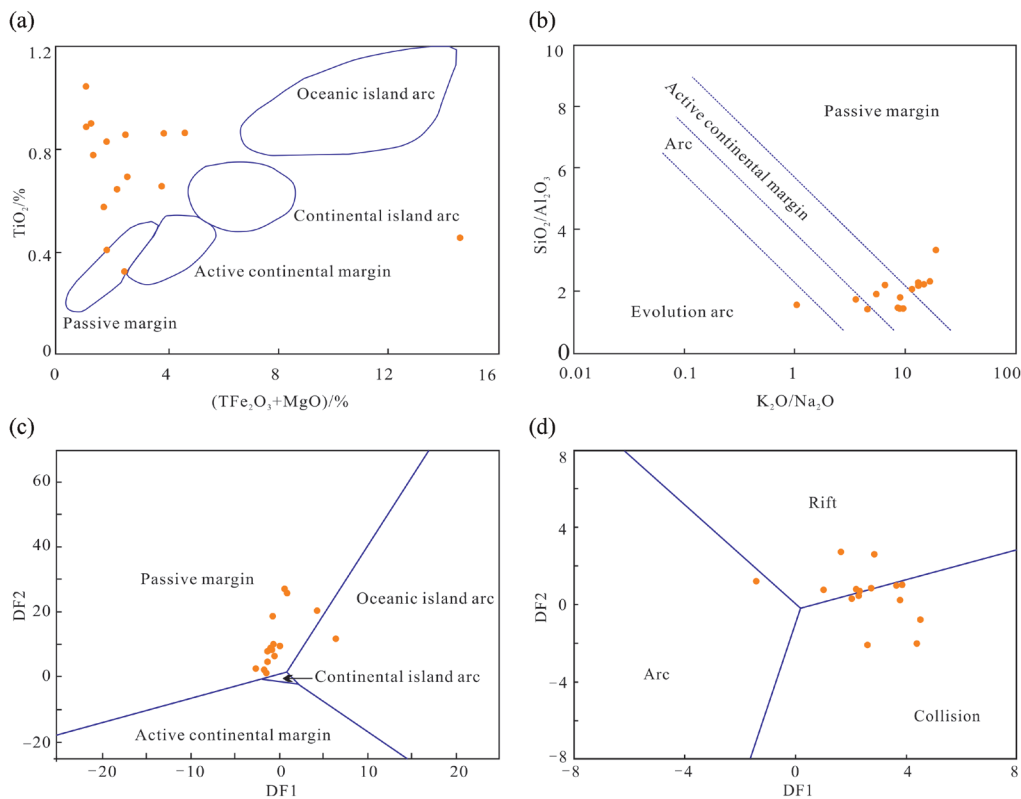 (a)
1.2
0.8
0.4
0
TiO₂/%
Oceanic island arc
Continental island arc
Active continental margin
Passive margin
0
4
8
12
16
(TFe₂O₃+MgO)/%
(b)
10
8
6
4
2
0
SiO₂/Al₂O₃
Passive margin
Active continental margin
Arc
Evolution arc
0.01
0.1
1
10
100
K₂O/Na₂O
(c)
60
40
20
0
−20
DF2
Passive margin
Oceanic island arc
Continental island arc
Active continental margin
−20
−10
0
10
20
DF1
(d)
8
4
0
−4
−8
DF2
Rift
Arc
Collision
−8
−4
0
4
8
DF1